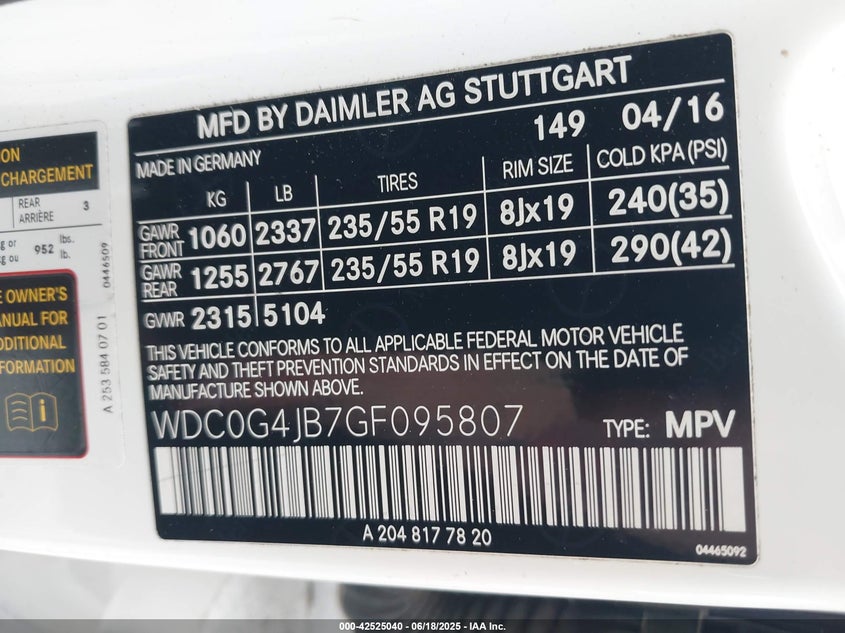 MFD BY DAIMLER AG STUTTGART
149 04/16
MADE IN GERMANY
KG LB TIRES RIM SIZE COLD KPA (PSI)
GAWR FRONT 1060 2337 235/55 R19 8Jx19 240(35)
GAWR REAR 1255 2767 235/55 R19 8Jx19 290(42)
GVWR 2315 5104
THIS VEHICLE CONFORMS TO ALL APPLICABLE FEDERAL MOTOR VEHICLE
SAFETY AND THEFT PREVENTION STANDARDS IN EFFECT ON THE DATE OF
MANUFACTURE SHOWN ABOVE.
WDC0G4JB7GF095807 TYPE: MPV
A 204 817 78 20
04465092
ON
CHARGEMENT
REAR 3
ARRIÈRE
g or 952 lbs.
kg ou lb.
E OWNER'S
ANUAL FOR
DDITIONAL
FORMATION
0446509
A 253 584 07 01
000-42525040 - 06/18/2025 - IAA Inc.